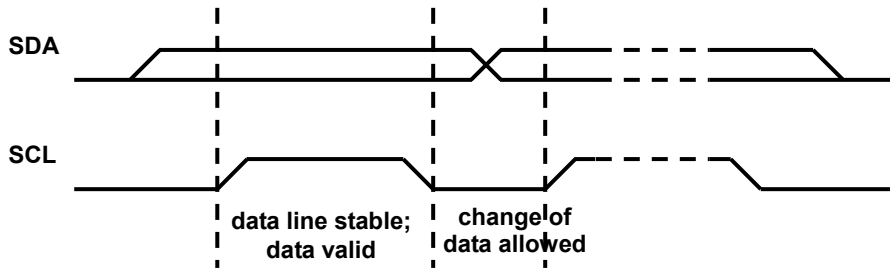 SDA
SCL
data line stable;
data valid
change of
data allowed